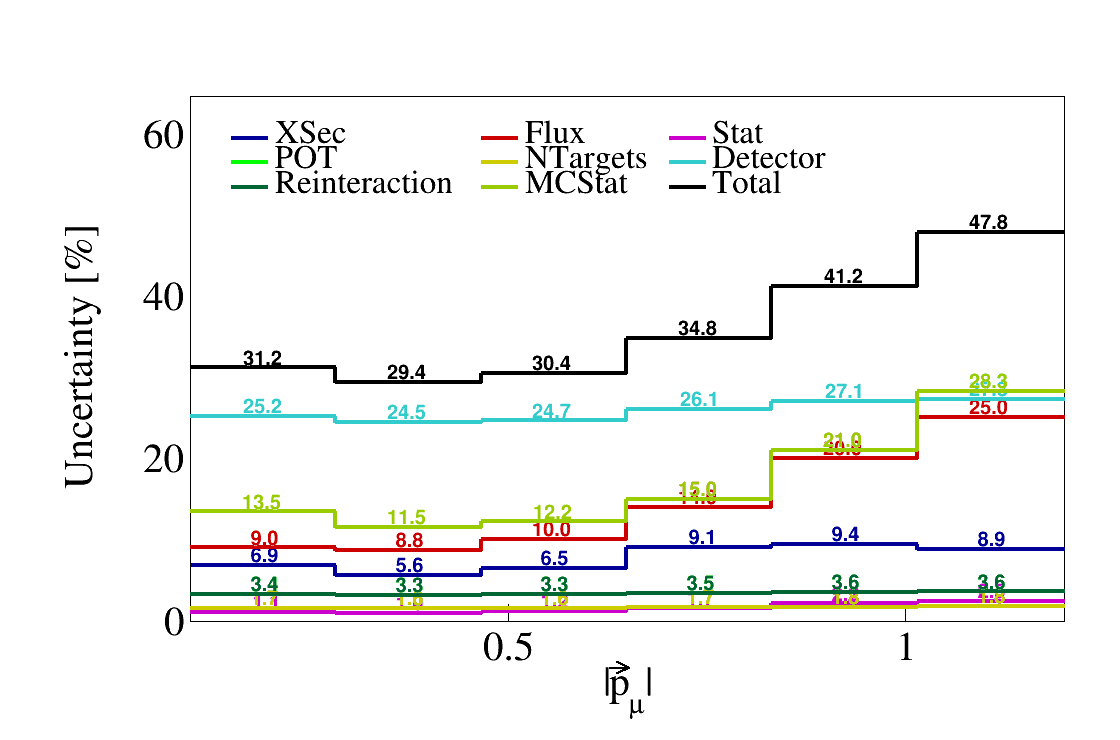 60
XSec Flux Stat
POT NTargets Detector
Reinteraction MCStat Total
47.8
41.2
40
34.8
31.2 29.4 30.4
28.3
25.2 24.5 24.7 26.1 27.1
25.0
Uncertainty [%]
20
21.0
15.0
13.5 11.5 12.2
9.0 8.8 10.0
6.9 5.6 6.5 9.1 9.4 8.9
3.4 3.3 3.3 3.5 3.6 3.6
0
0.5 1
|p⃗μ|